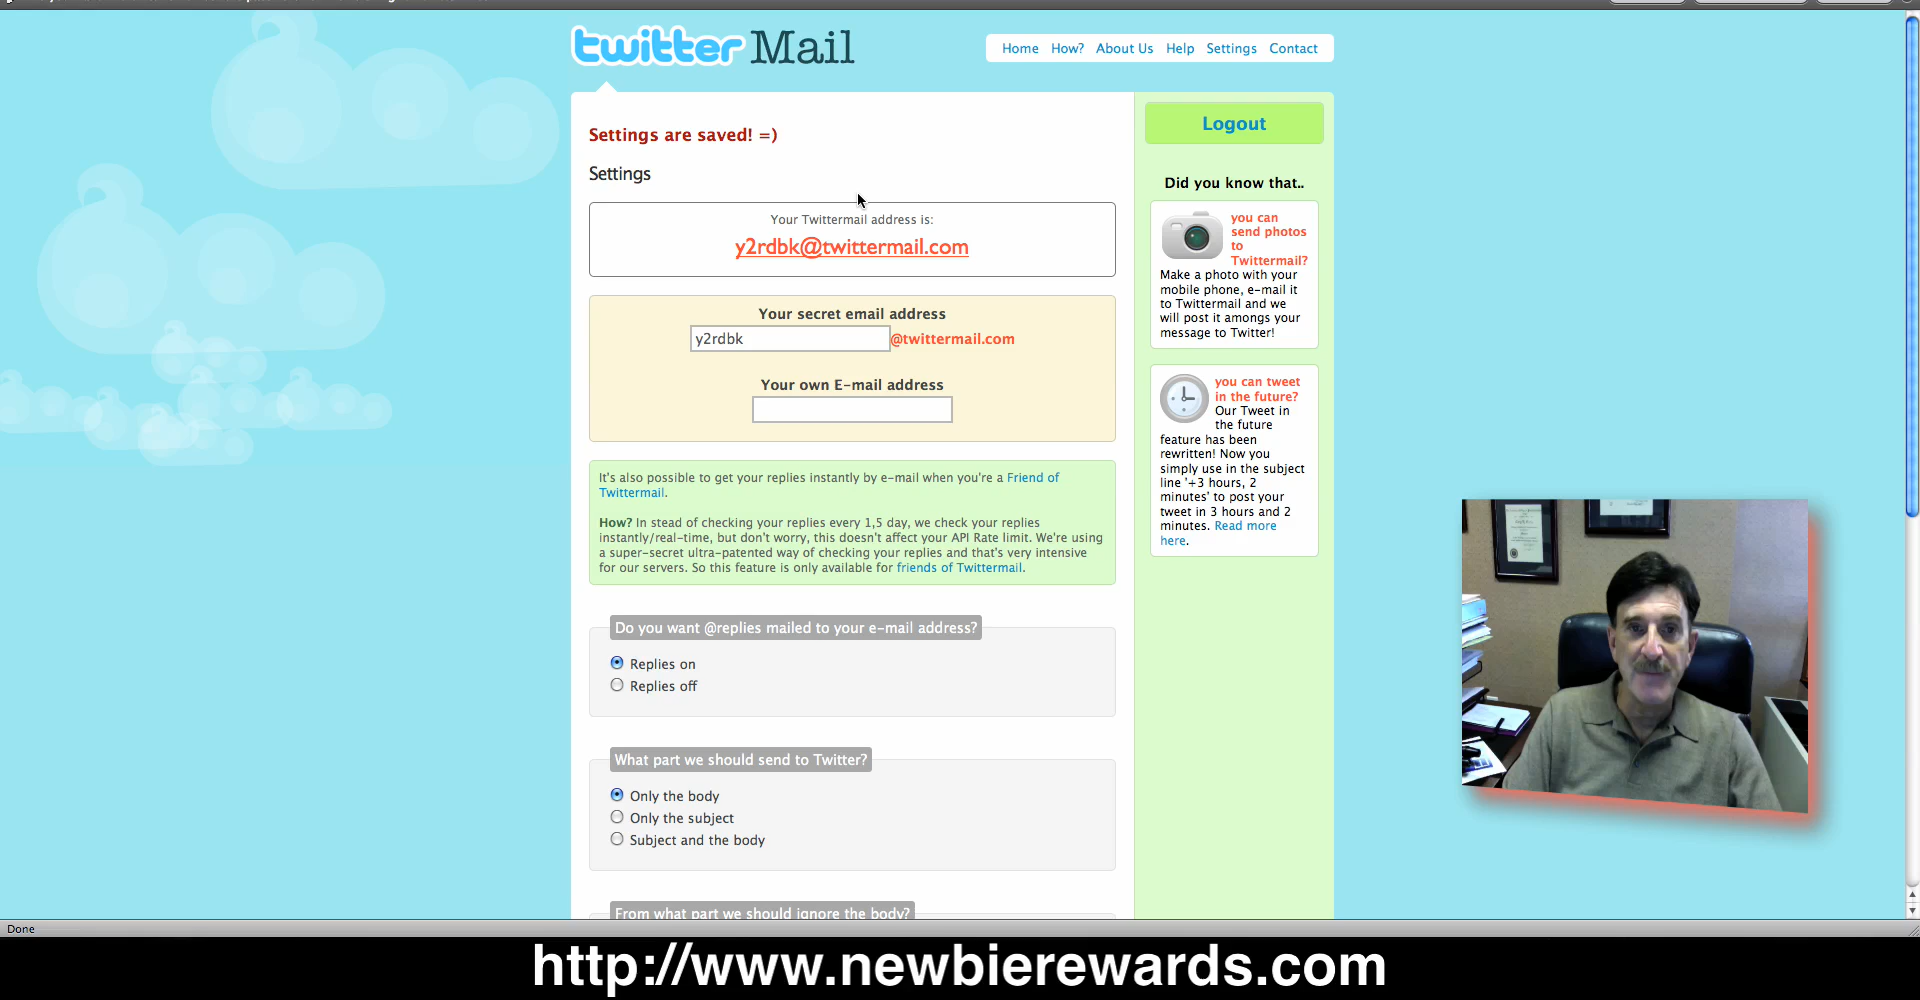 twitter Mail
Home How? About Us Help Settings Contact
Settings are saved! =)
Settings
Your Twittermail address is:
y2rdbk@twittermail.com
Your secret email address
y2rdbk @twittermail.com
Your own E-mail address
It's also possible to get your replies instantly by e-mail when you're a Friend of
Twittermail.
How? In stead of checking your replies every 1,5 day, we check your replies
instantly/real-time, but don't worry, this doesn't affect your API Rate limit. We're using
a super-secret ultra-patented way of checking your replies and that's very intensive
for our servers. So this feature is only available for friends of Twittermail.
Do you want @replies mailed to your e-mail address?
Replies on
Replies off
What part we should send to Twitter?
Only the body
Only the subject
Subject and the body
From what part we should ignore the body?
Logout
Did you know that..
you can
send photos
to
Twittermail?
Make a photo with your
mobile phone, e-mail it
to Twittermail and we
will post it amongs your
message to Twitter!
you can tweet
in the future?
Our Tweet in
the future
feature has been
rewritten! Now you
simply use in the subject
line '+3 hours, 2
minutes' to post your
tweet in 3 hours and 2
minutes. Read more
here.
Done
http://www.newbierewards.com